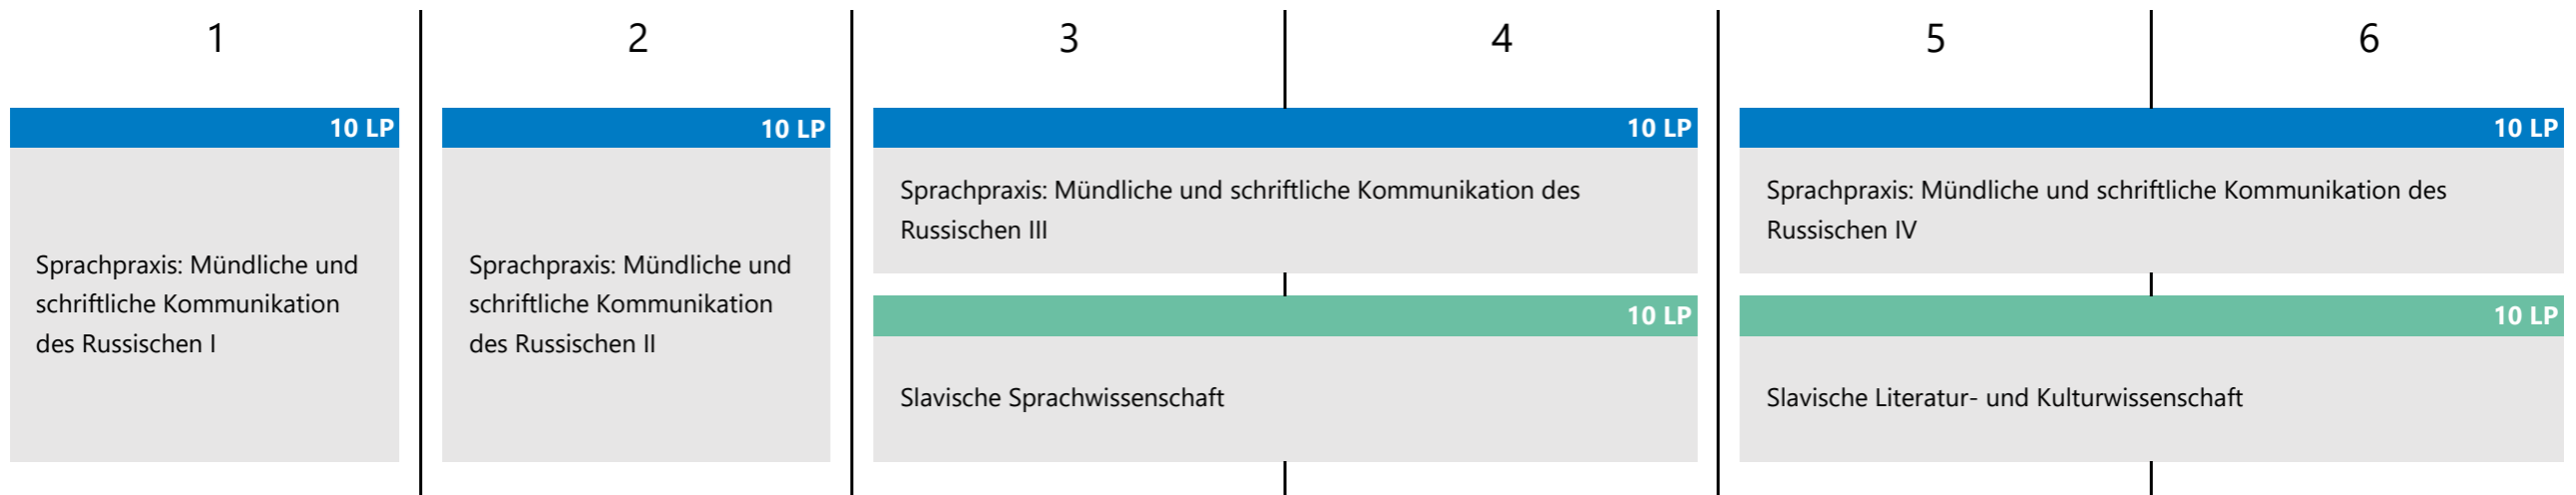 1
2
3
4
5
6
10 LP
Sprachpraxis: Mündliche und
schriftliche Kommunikation
des Russischen I
10 LP
Sprachpraxis: Mündliche und
schriftliche Kommunikation
des Russischen II
10 LP
Sprachpraxis: Mündliche und schriftliche Kommunikation des
Russischen III
10 LP
Slavische Sprachwissenschaft
10 LP
Sprachpraxis: Mündliche und schriftliche Kommunikation des
Russischen IV
10 LP
Slavische Literatur- und Kulturwissenschaft